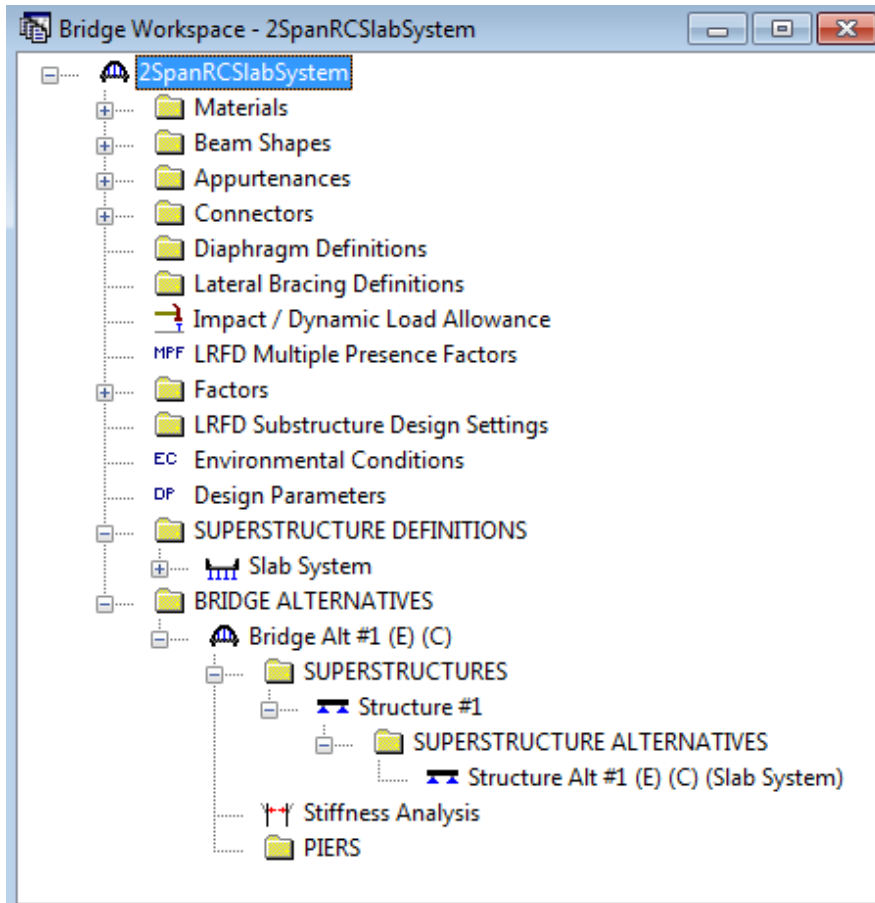 Bridge Workspace - 2SpanRCSlabSystem
2SpanRCSlabSystem
Materials
Beam Shapes
Appurtenances
Connectors
Diaphragm Definitions
Lateral Bracing Definitions
Impact / Dynamic Load Allowance
MPF LRFD Multiple Presence Factors
Factors
LRFD Substructure Design Settings
EC Environmental Conditions
DP Design Parameters
SUPERSTRUCTURE DEFINITIONS
Slab System
BRIDGE ALTERNATIVES
Bridge Alt #1 (E) (C)
SUPERSTRUCTURES
Structure #1
SUPERSTRUCTURE ALTERNATIVES
Structure Alt #1 (E) (C) (Slab System)
Stiffness Analysis
PIERS